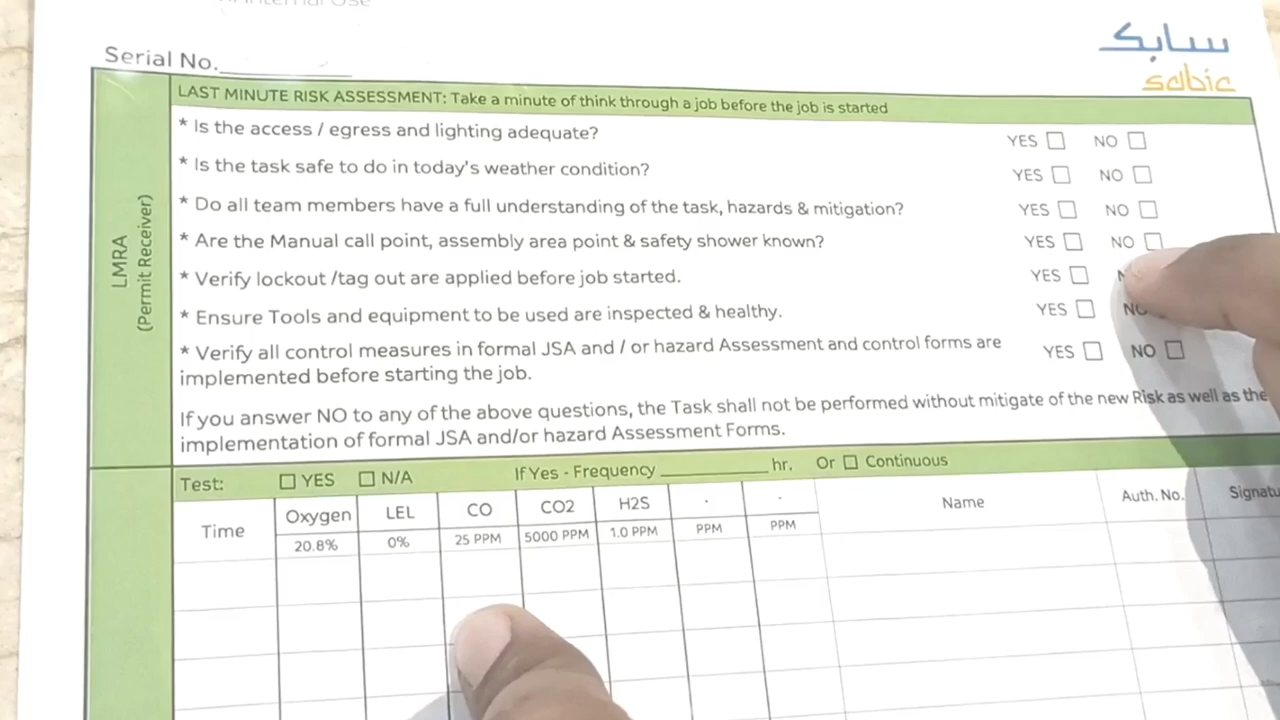 Internal Use
Serial No.
سابك
sabic
LAST MINUTE RISK ASSESSMENT: Take a minute of think through a job before the job is started
LMRA
(Permit Receiver)
* Is the access / egress and lighting adequate? YES NO
* Is the task safe to do in today's weather condition? YES NO
* Do all team members have a full understanding of the task, hazards & mitigation? YES NO
* Are the Manual call point, assembly area point & safety shower known? YES NO
* Verify lockout /tag out are applied before job started. YES
* Ensure Tools and equipment to be used are inspected & healthy. YES NO
* Verify all control measures in formal JSA and / or hazard Assessment and control forms are YES NO
implemented before starting the job.
If you answer NO to any of the above questions, the Task shall not be performed without mitigate of the new Risk as well as the
implementation of formal JSA and/or hazard Assessment Forms.
Test: YES N/A If Yes - Frequency hr. Or Continuous
Time Oxygen LEL CO CO2 H2S . . Name Auth. No. Signatu
20.8% 0% 25 PPM 5000 PPM 1.0 PPM PPM PPM